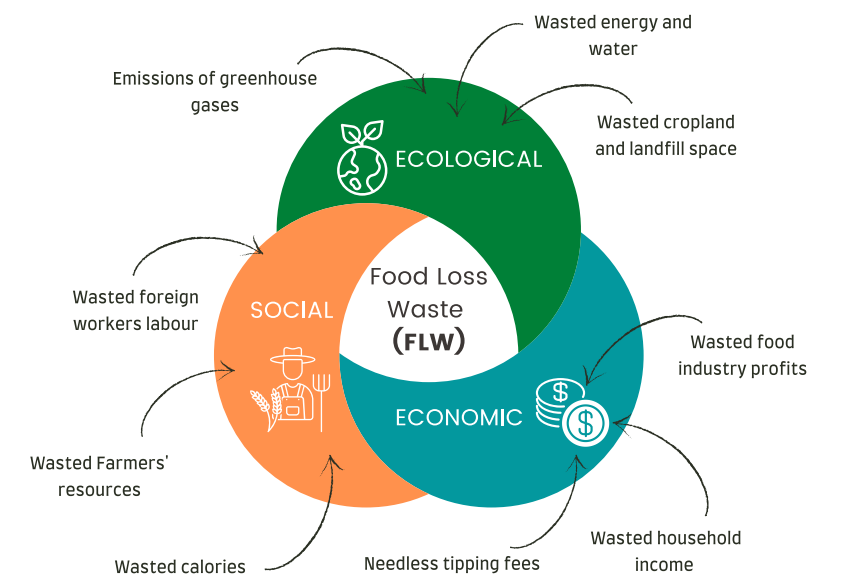 Wasted energy and
water
Emissions of greenhouse
gases
Wasted cropland
and landfill space
ECOLOGICAL
Food Loss
Waste
(FLW)
Wasted foreign
workers labour
SOCIAL
Wasted food
industry profits
$
$
ECONOMIC
Wasted Farmers'
resources
Wasted household
income
Needless tipping fees
Wasted calories